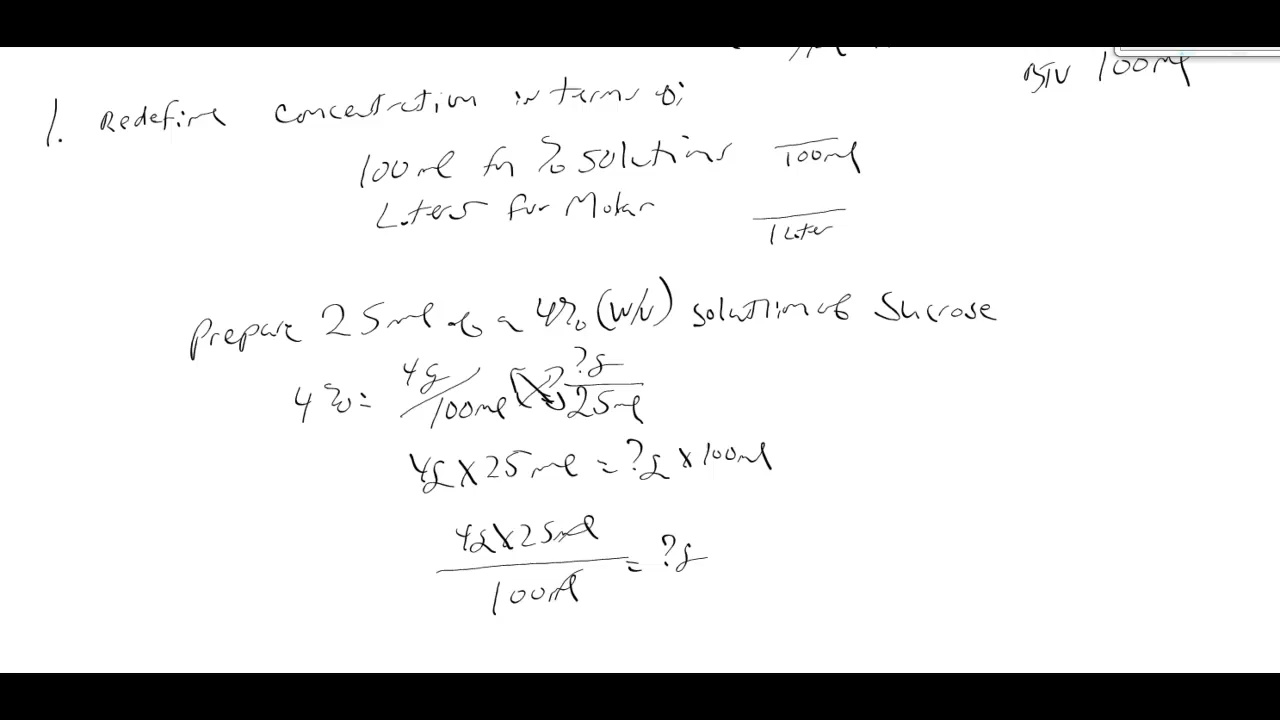 BTV 100ml
1. Redefine concentration in terms of;
100ml for % solutions 100ml
Liters for Molar 1 Liter
Prepare 25ml of a 4% (w/v) solution of Sucrose
4% = 4g/100ml = ?g/25ml
4g x 25ml = ?g x 100ml
4g x 25ml
/100ml = ?g